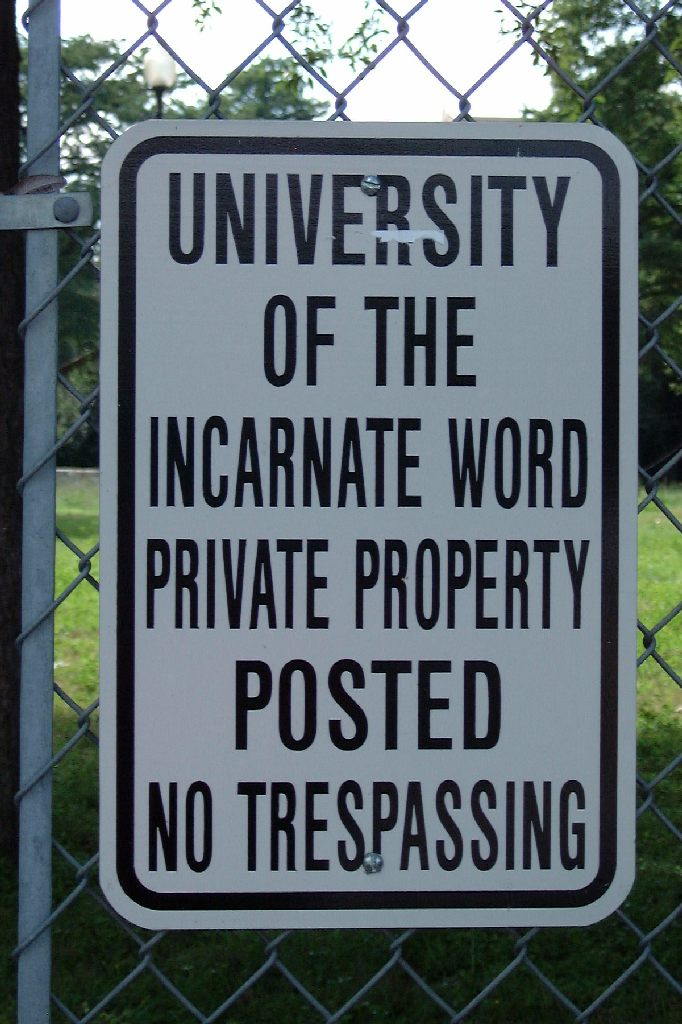 UNIVERSITY
OF THE
INCARNATE WORD
PRIVATE PROPERTY
POSTED
NO TRESPASSING